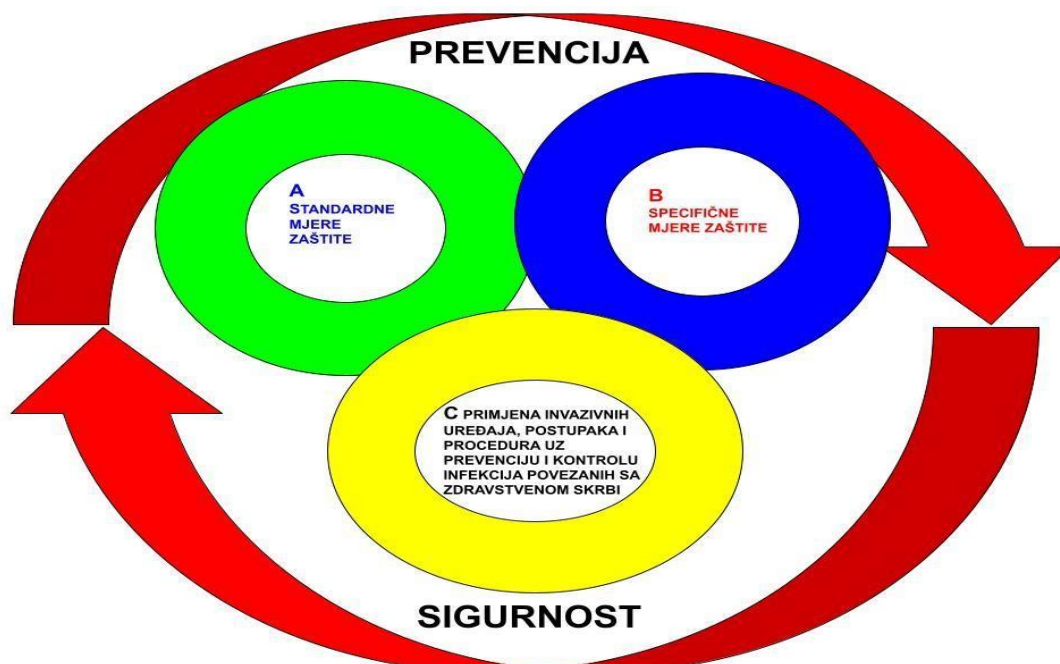 PREVENCIJA
A
STANDARDNE
MJERE
ZAŠTITE
B
SPECIFIČNE
MJERE ZAŠTITE
C PRIMJENA INVAZIVNIH
UREĐAJA, POSTUPAKA I
PROCEDURA UZ
PREVENCIJU I KONTROLU
INFEKCIJA POVEZANIH SA
ZDRAVSTVENOM SKRBI
SIGURNOST